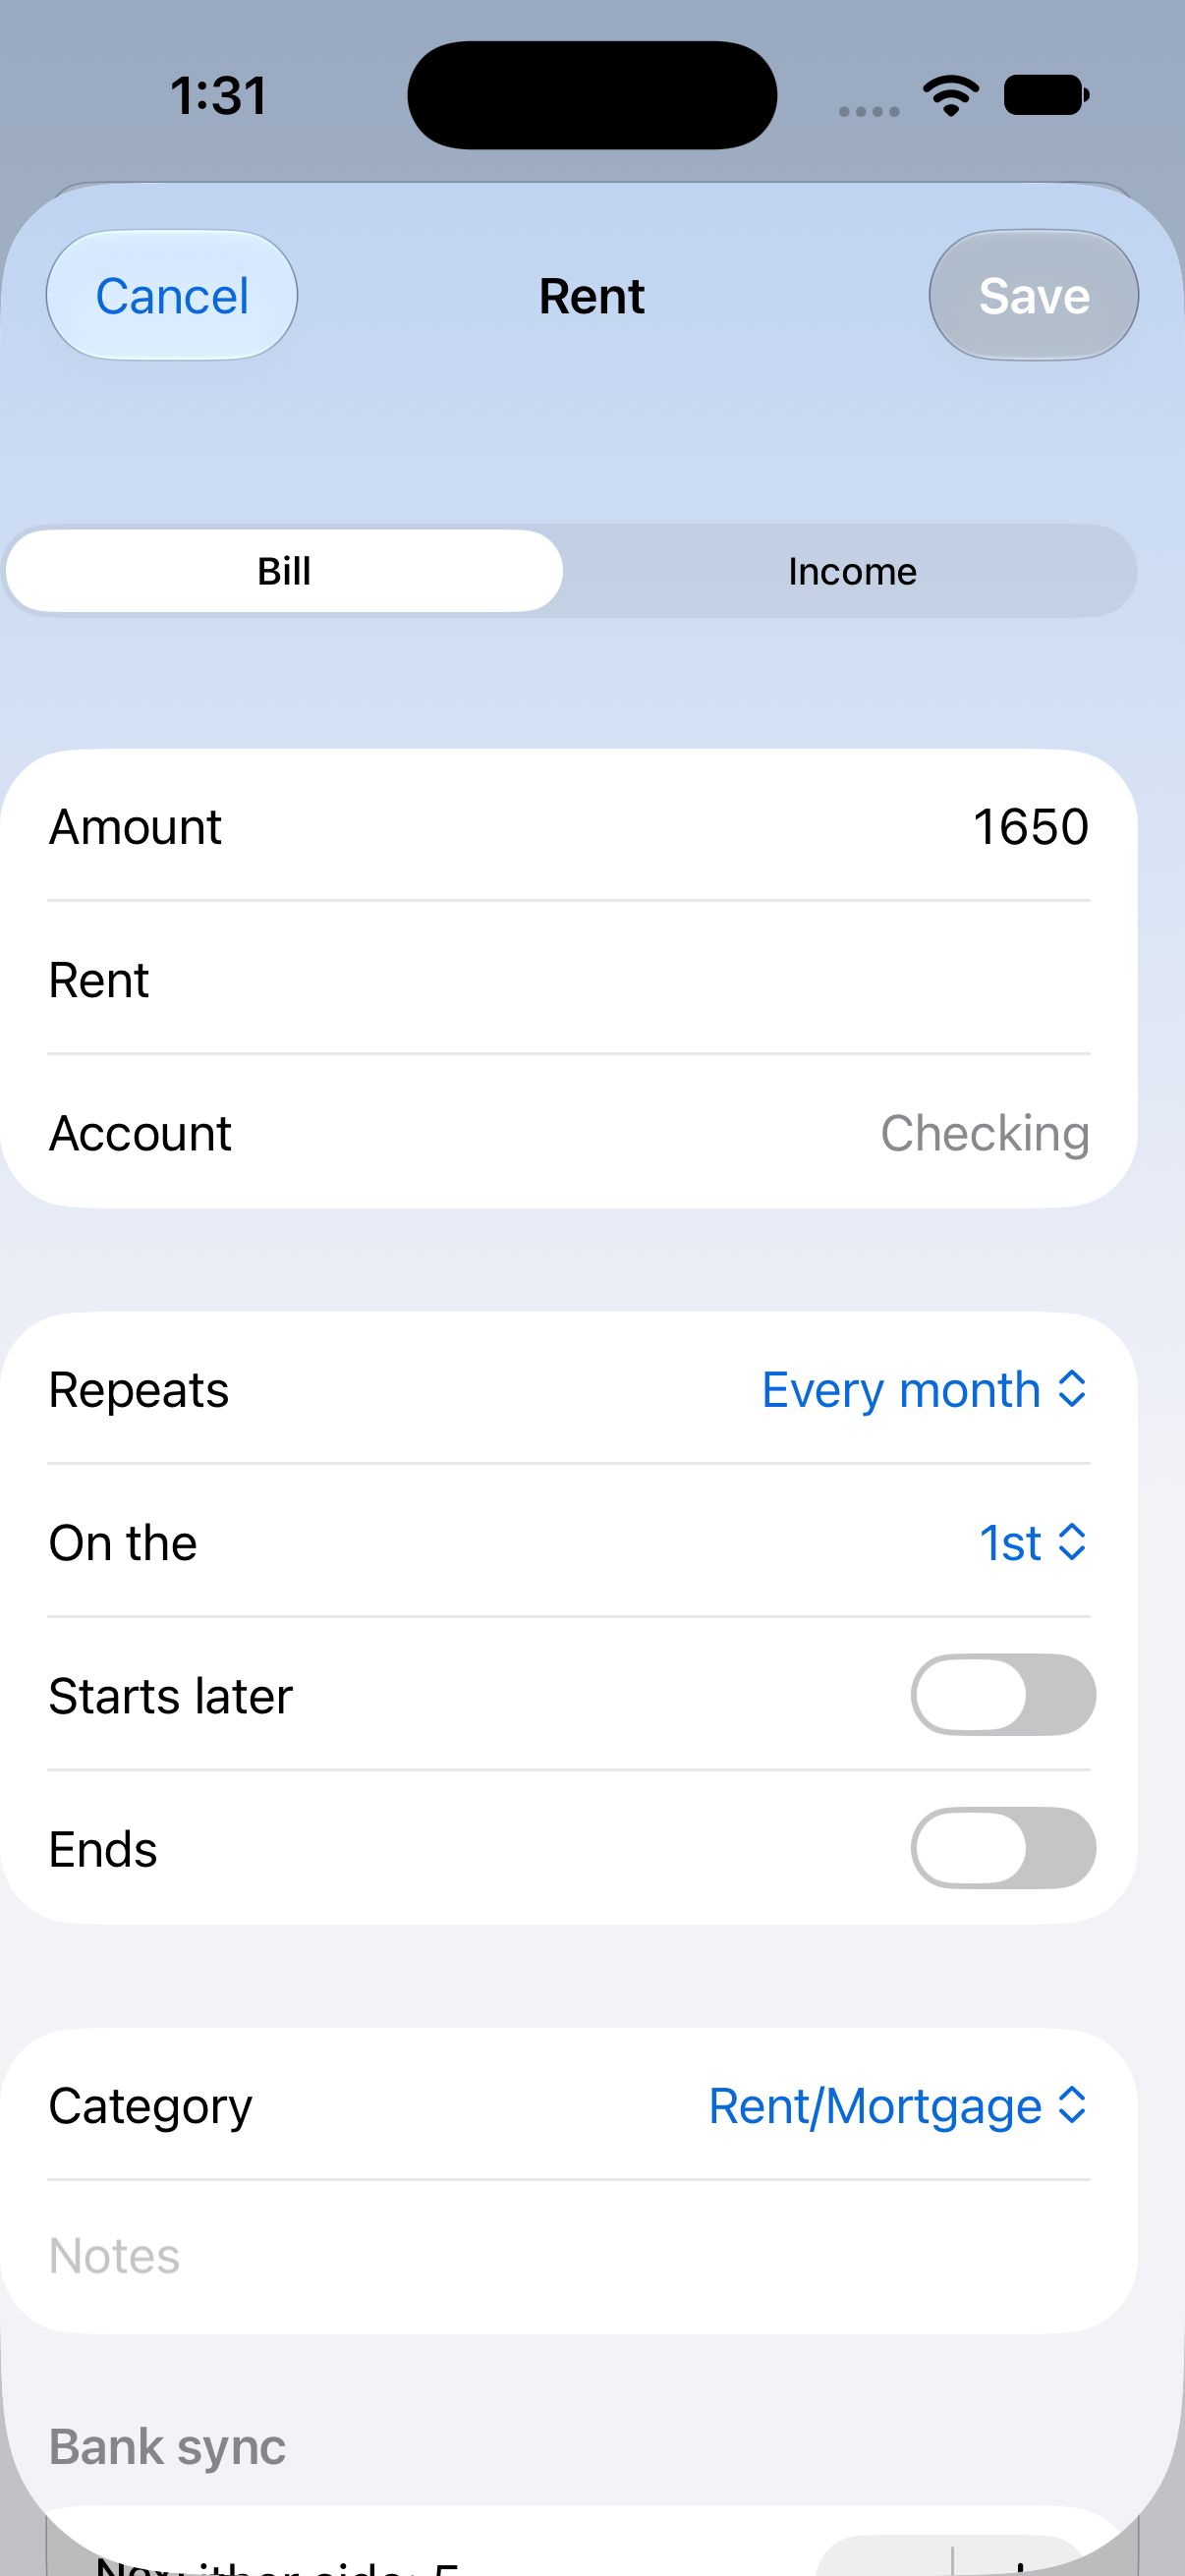 1:31
Cancel Rent Save
Bill Income
Amount 1650
Rent
Account Checking
Repeats Every month
On the 1st
Starts later
Ends
Category Rent/Mortgage
Notes
Bank sync